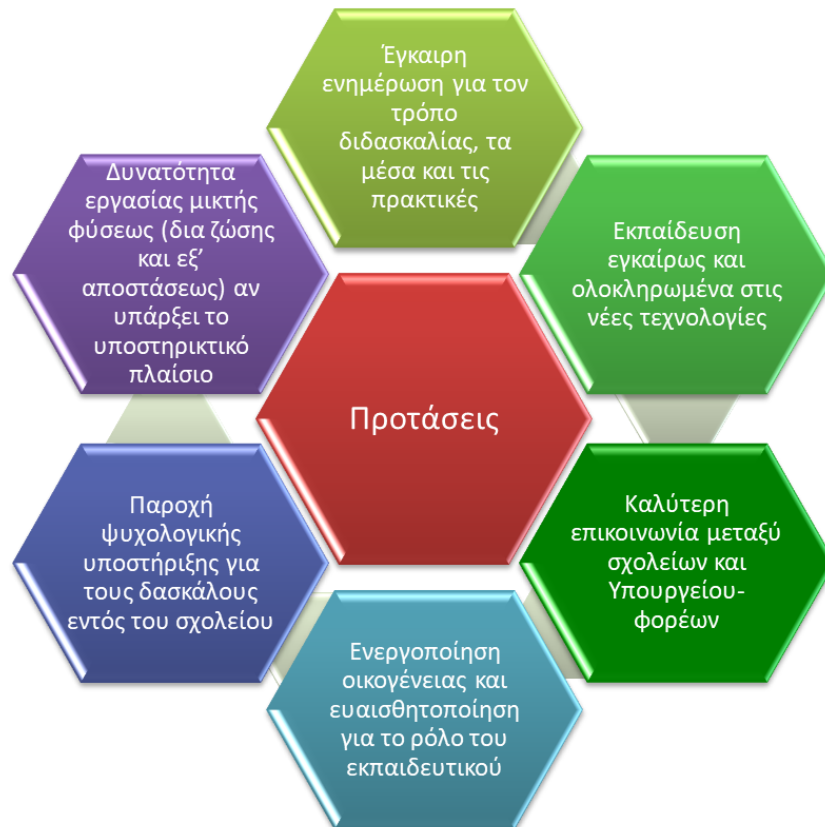 Έγκαιρη
ενημέρωση για τον
τρόπο
διδασκαλίας, τα
μέσα και τις
πρακτικές
Εκπαίδευση
εγκαίρως και
ολοκληρωμένα στις
νέες τεχνολογίες
Καλύτερη
επικοινωνία μεταξύ
σχολείων και
Υπουργείου-
φορέων
Ενεργοποίηση
οικογένειας και
ευαισθητοποίηση
για το ρόλο του
εκπαιδευτικού
Παροχή
ψυχολογικής
υποστήριξης για
τους δασκάλους
εντός του σχολείου
Δυνατότητα
εργασίας μικτής
φύσεως (δια ζώσης
και εξ’
αποστάσεως) αν
υπάρξει το
υποστηρικτικό
πλαίσιο
Προτάσεις